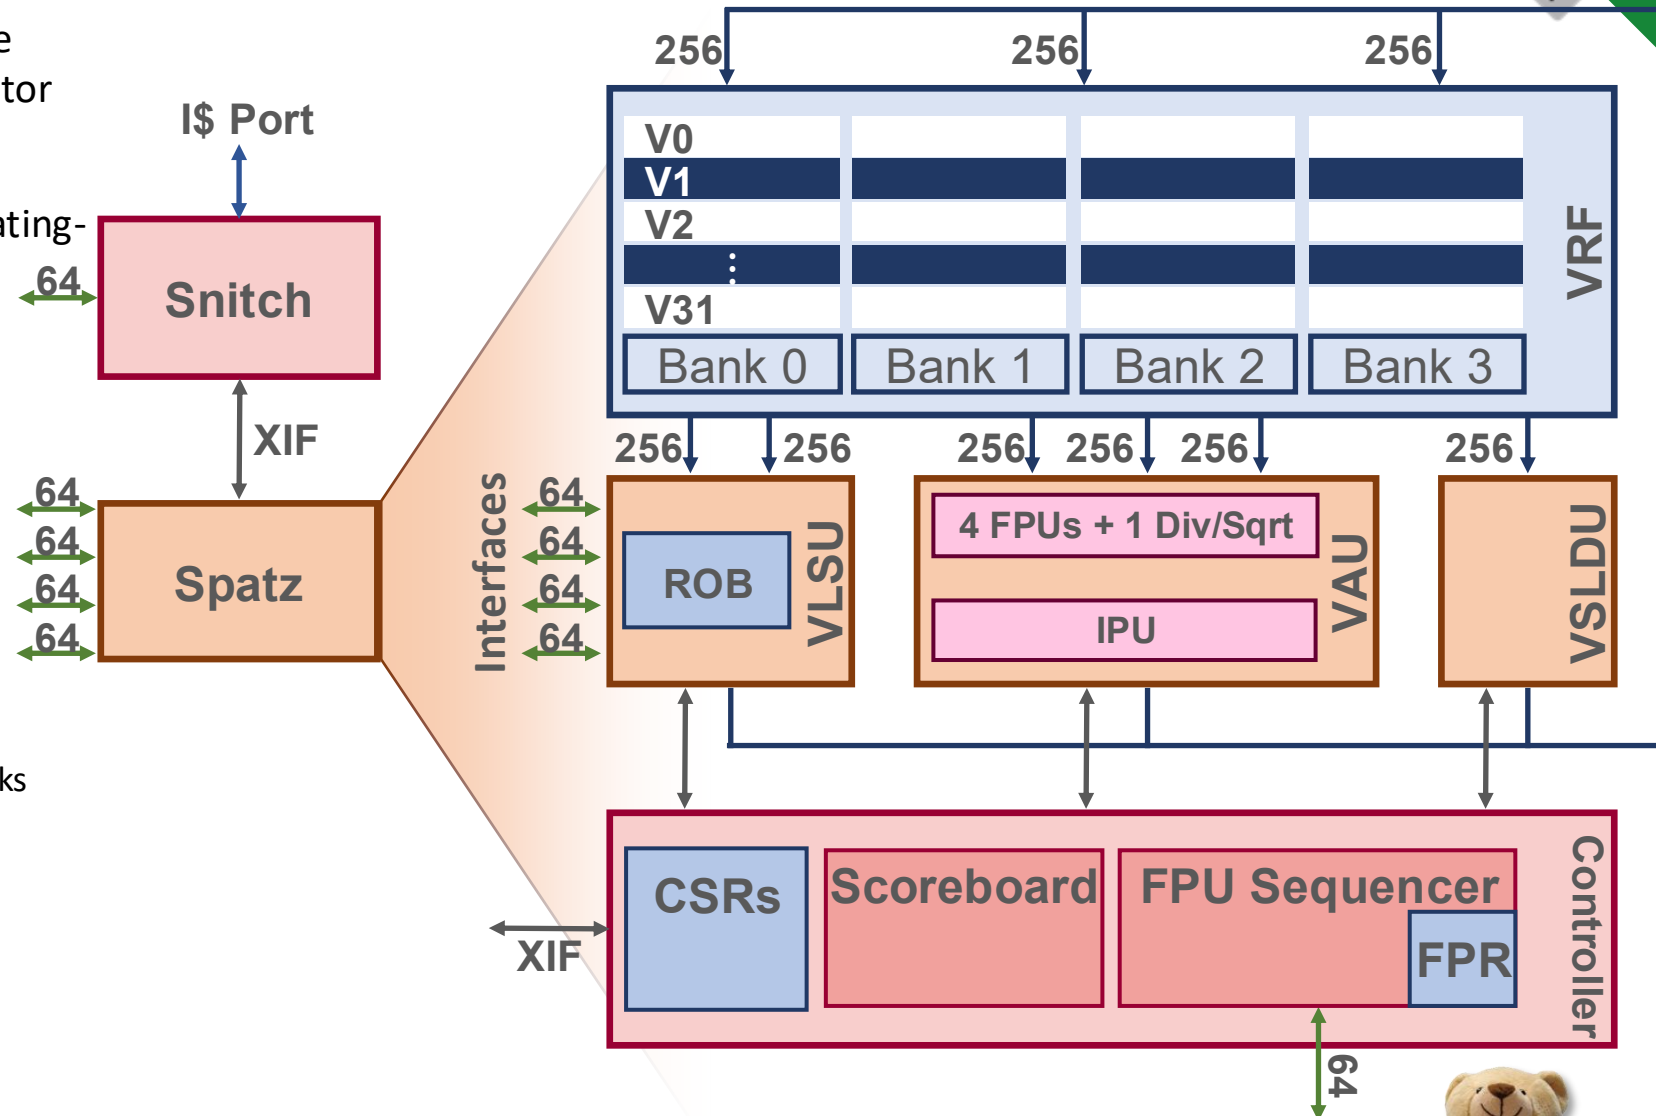 e
tor
ating-
ks
I$ Port
64
Snitch
XIF
64
64
64
64
Spatz
256
256
256
V0
V1
V2
⋮
V31
VRF
Bank 0
Bank 1
Bank 2
Bank 3
256
256
256
256
256
256
Interfaces
64
64
64
64
ROB
VLSU
4 FPUs + 1 Div/Sqrt
IPU
VAU
VSLDU
XIF
CSRs
Scoreboard
FPU Sequencer
FPR
Controller
64